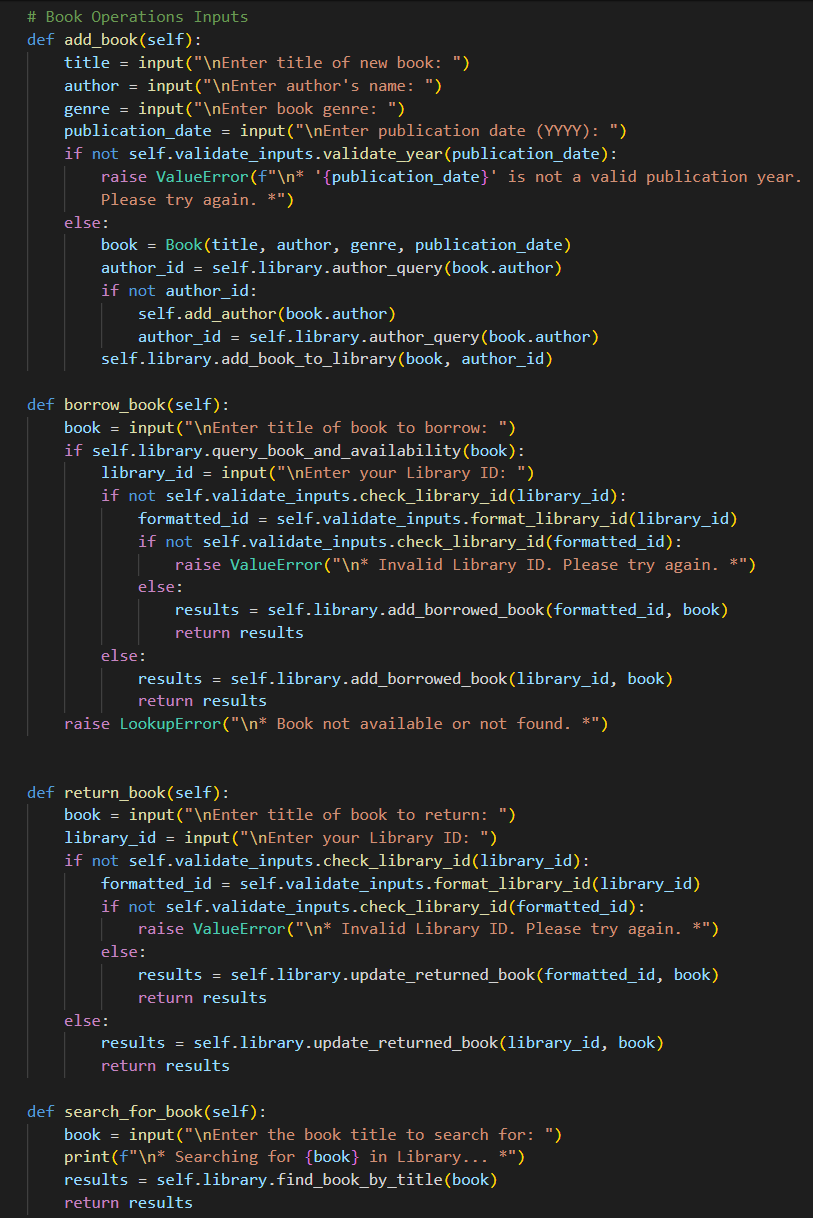 # Book Operations Inputs
def add_book(self):
    title = input("\nEnter title of new book: ")
    author = input("\nEnter author's name: ")
    genre = input("\nEnter book genre: ")
    publication_date = input("\nEnter publication date (YYYY): ")
    if not self.validate_inputs.validate_year(publication_date):
        raise ValueError(f"\n* '{publication_date}' is not a valid publication year.
        Please try again. *")
    else:
        book = Book(title, author, genre, publication_date)
        author_id = self.library.author_query(book.author)
        if not author_id:
            self.add_author(book.author)
            author_id = self.library.author_query(book.author)
        self.library.add_book_to_library(book, author_id)

def borrow_book(self):
    book = input("\nEnter title of book to borrow: ")
    if self.library.query_book_and_availability(book):
        library_id = input("\nEnter your Library ID: ")
        if not self.validate_inputs.check_library_id(library_id):
            formatted_id = self.validate_inputs.format_library_id(library_id)
            if not self.validate_inputs.check_library_id(formatted_id):
                raise ValueError("\n* Invalid Library ID. Please try again. *")
            else:
                results = self.library.add_borrowed_book(formatted_id, book)
                return results
        else:
            results = self.library.add_borrowed_book(library_id, book)
            return results
    raise LookupError("\n* Book not available or not found. *")


def return_book(self):
    book = input("\nEnter title of book to return: ")
    library_id = input("\nEnter your Library ID: ")
    if not self.validate_inputs.check_library_id(library_id):
        formatted_id = self.validate_inputs.format_library_id(library_id)
        if not self.validate_inputs.check_library_id(formatted_id):
            raise ValueError("\n* Invalid Library ID. Please try again. *")
        else:
            results = self.library.update_returned_book(formatted_id, book)
            return results
    else:
        results = self.library.update_returned_book(library_id, book)
        return results

def search_for_book(self):
    book = input("\nEnter the book title to search for: ")
    print(f"\n* Searching for {book} in Library... *")
    results = self.library.find_book_by_title(book)
    return results